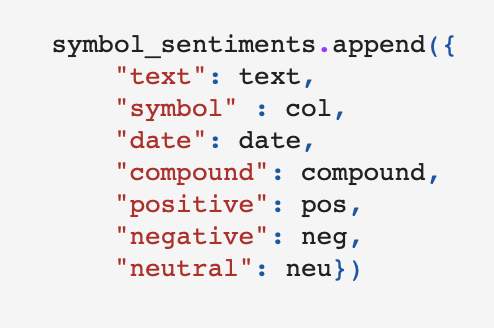 symbol_sentiments.append({
"text": text,
"symbol" : col,
"date": date,
"compound": compound,
"positive": pos,
"negative": neg,
"neutral": neu})